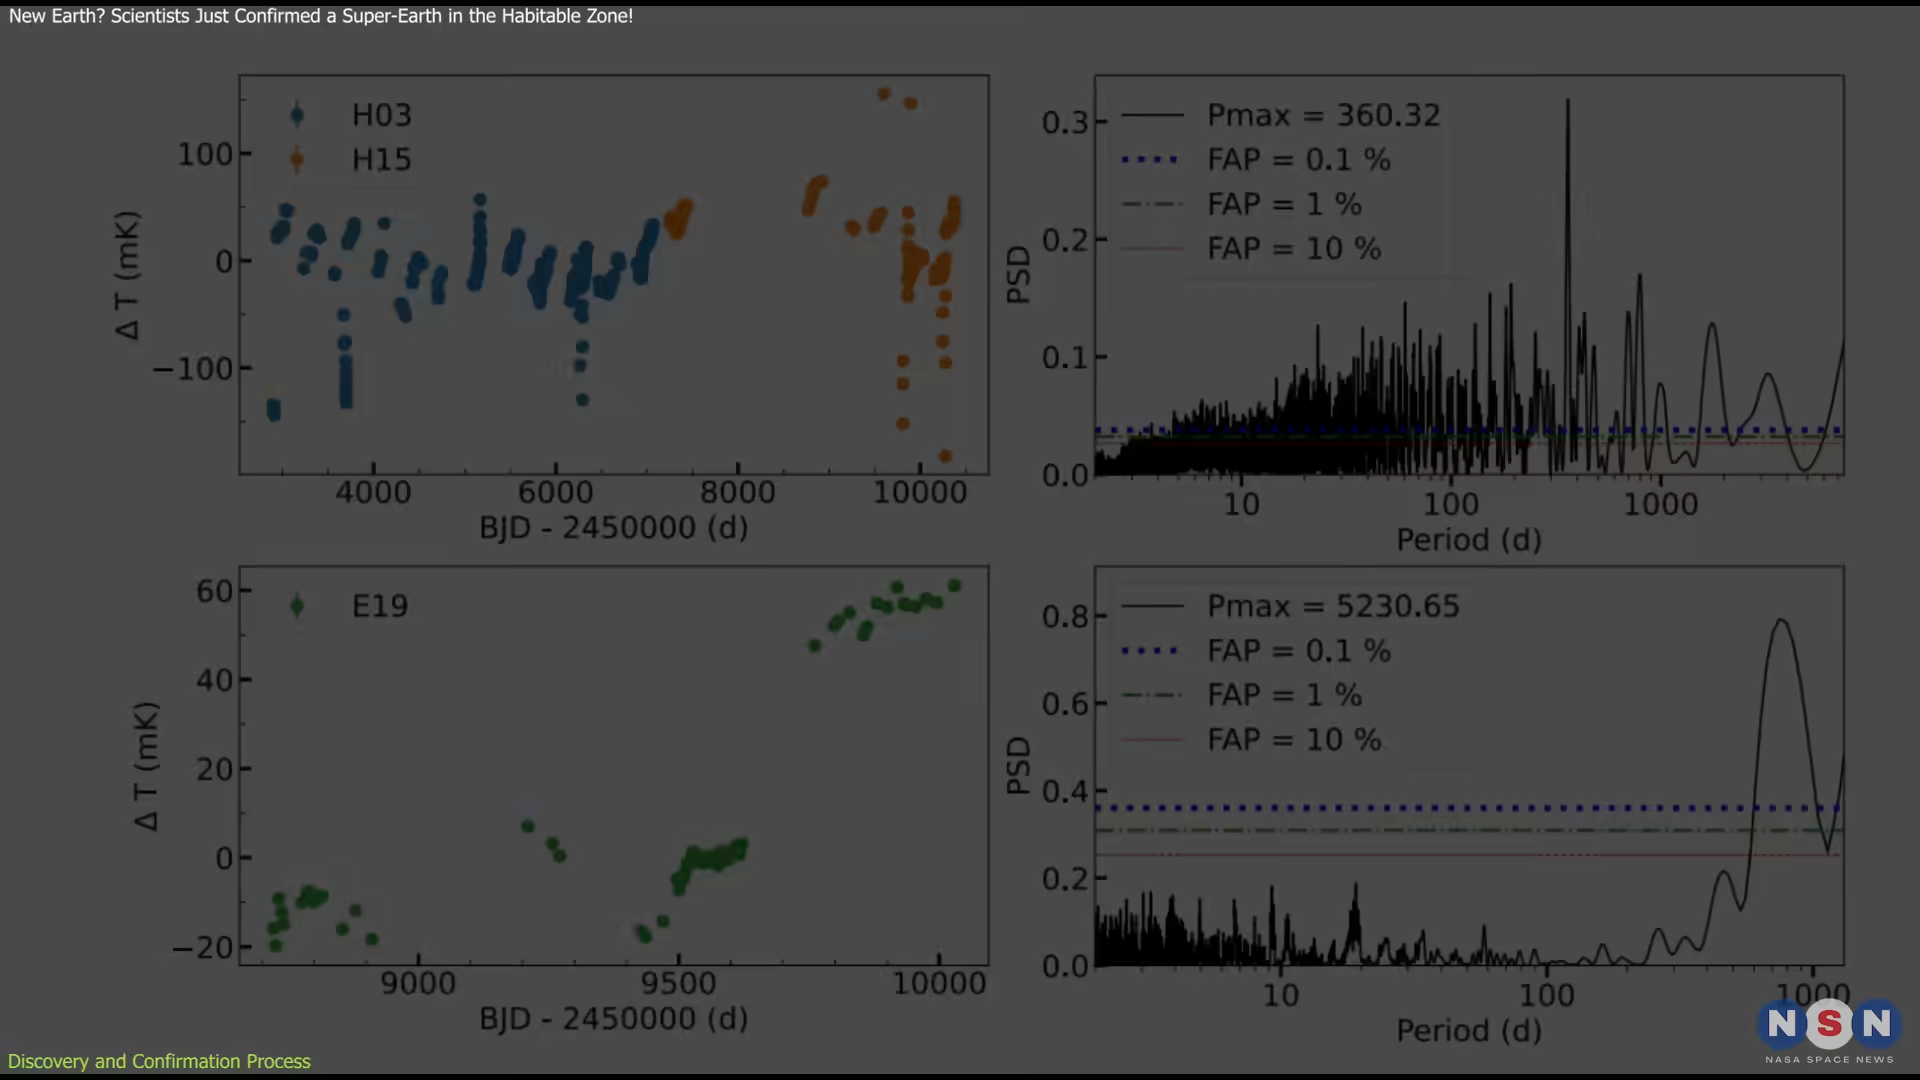 New Earth? Scientists Just Confirmed a Super-Earth in the Habitable Zone!
H03
H15
100
0
−100
Δ T (mK)
4000 6000 8000 10000
BJD - 2450000 (d)
Pmax = 360.32
FAP = 0.1 %
FAP = 1 %
FAP = 10 %
0.3
0.2
0.1
0.0
PSD
10 100 1000
Period (d)
E19
60
40
20
0
−20
Δ T (mK)
9000 9500 10000
BJD - 2450000 (d)
Pmax = 5230.65
FAP = 0.1 %
FAP = 1 %
FAP = 10 %
0.8
0.6
0.4
0.2
0.0
PSD
10 100 1000
Period (d)
NSN
NASA SPACE NEWS
Discovery and Confirmation Process